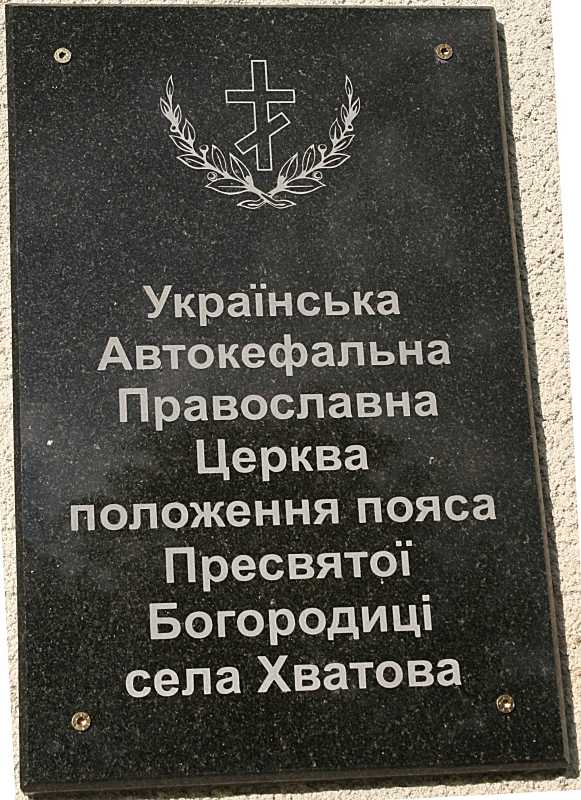 Українська
Автокефальна
Православна
Церква
положення пояса
Пресвятої
Богородиці
села Хватова